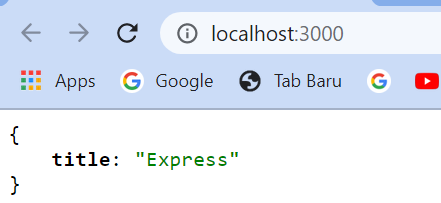 localhost:3000
Apps Google Tab Baru
{
title: "Express"
}